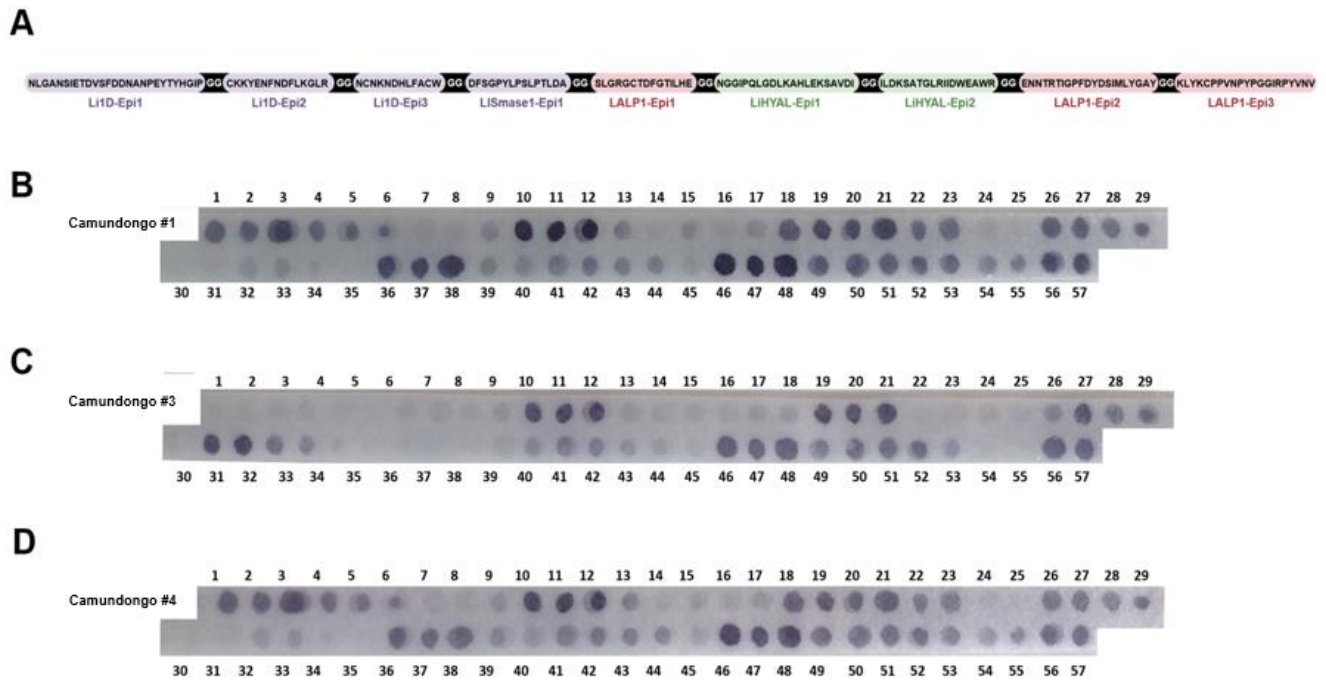 A
NLGANSIETDVSFDDNANPEYTYHGIP GG CKKYENFNDFLKGLR GG NCNKNDHLFACW GG DFSGPYLPSLPTLDA GG SLGRGCTDFGTILHE GG NGGIPQLGDLKAHLEKSAVDI GG ILDKSATGLRIIDWEAWR GG ENNTRTIGPFDYDSIMLYGAY GG KLYKCPPVNPYPGGIRPYVNV
Li1D-Epi1 Li1D-Epi2 Li1D-Epi3 LISmase1-Epi1 LALP1-Epi1 LiHYAL-Epi1 LiHYAL-Epi2 LALP1-Epi2 LALP1-Epi3
B
1 2 3 4 5 6 7 8 9 10 11 12 13 14 15 16 17 18 19 20 21 22 23 24 25 26 27 28 29
Camundongo #1
30 31 32 33 34 35 36 37 38 39 40 41 42 43 44 45 46 47 48 49 50 51 52 53 54 55 56 57
C
1 2 3 4 5 6 7 8 9 10 11 12 13 14 15 16 17 18 19 20 21 22 23 24 25 26 27 28 29
Camundongo #3
30 31 32 33 34 35 36 37 38 39 40 41 42 43 44 45 46 47 48 49 50 51 52 53 54 55 56 57
D
1 2 3 4 5 6 7 8 9 10 11 12 13 14 15 16 17 18 19 20 21 22 23 24 25 26 27 28 29
Camundongo #4
30 31 32 33 34 35 36 37 38 39 40 41 42 43 44 45 46 47 48 49 50 51 52 53 54 55 56 57